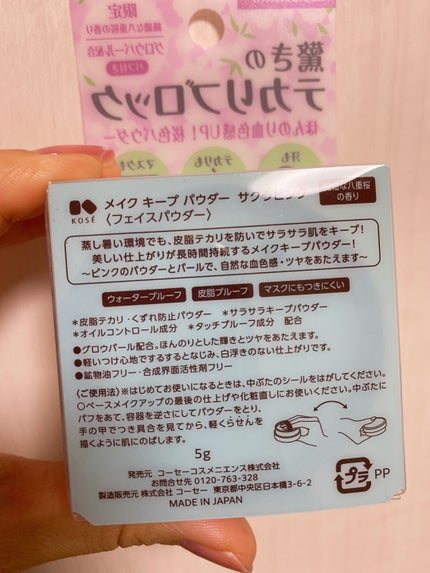 限定
繊細な八重桜の香り
グロウパール配合
パフ付き
驚きの
テカリブロック
ほんのり血色感UP！桜色パウダー
汗も
テカリも
マスクも
KOSÉ
メイク キープ パウダー サクラピンク
〈フェイスパウダー〉
な八重桜
の香り
蒸し暑い環境でも、皮脂テカリを防いでサラサラ肌をキープ！
美しい仕上がりが長時間持続するメイクキープパウダー！
～ピンクのパウダーとパールで、自然な血色感・ツヤをあたえます～
ウォータープルーフ 皮脂プルーフ マスクにもつきにくい
＊皮脂テカリ・くずれ防止パウダー ＊サラサラキープパウダー
＊オイルコントロール成分 ＊タッチプルーフ成分 配合
●グロウパール配合。ほんのりとした輝きとツヤをあたえます。
●軽いつけ心地でするするとなじみ、白浮きのない仕上がりです。
●鉱物油フリー・合成界面活性剤フリー
〈ご使用法〉※はじめてお使いになるときは、中ぶたのシールをはがしてください。
○ベースメイクアップの最後の仕上げや化粧直しにお使いください。中ぶたに
パフをあて、容器を逆さにしてパウダーをとり、
手の甲でつき具合を見てから、軽くらせんを
描くように肌にのばします。
5g
発売元 コーセーコスメニエンス株式会社
お問合せ先 0120-763-328
製造販売元 株式会社 コーセー 東京都中央区日本橋3-6-2
MADE IN JAPAN
プラ
PP